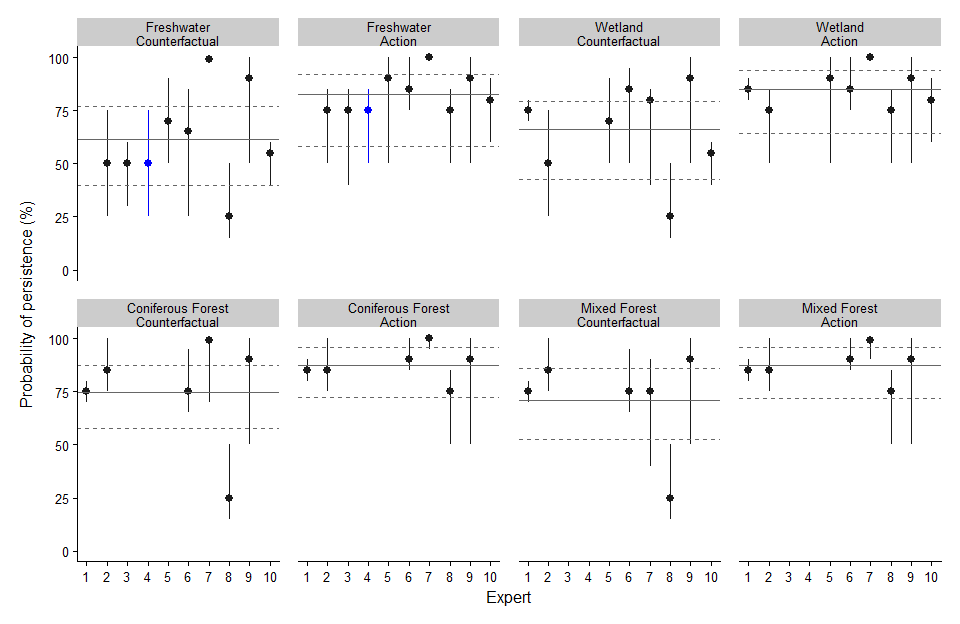 Freshwater
Counterfactual
Freshwater
Action
Wetland
Counterfactual
Wetland
Action
100
75
50
25
0
Probability of persistence (%)
Coniferous Forest
Counterfactual
Coniferous Forest
Action
Mixed Forest
Counterfactual
Mixed Forest
Action
100
75
50
25
0
1 2 3 4 5 6 7 8 9 10
1 2 3 4 5 6 7 8 9 10
1 2 3 4 5 6 7 8 9 10
1 2 3 4 5 6 7 8 9 10
Expert